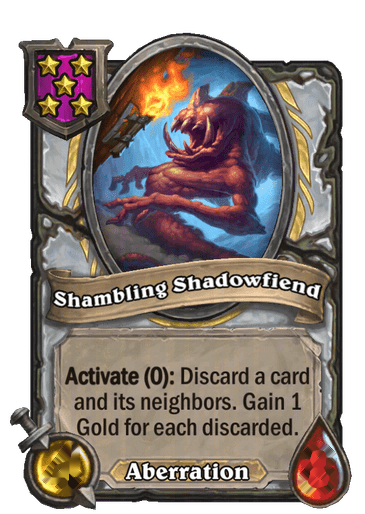 Shambling Shadowfiend
Activate (0): Discard a card
and its neighbors. Gain 1
Gold for each discarded.
Aberration